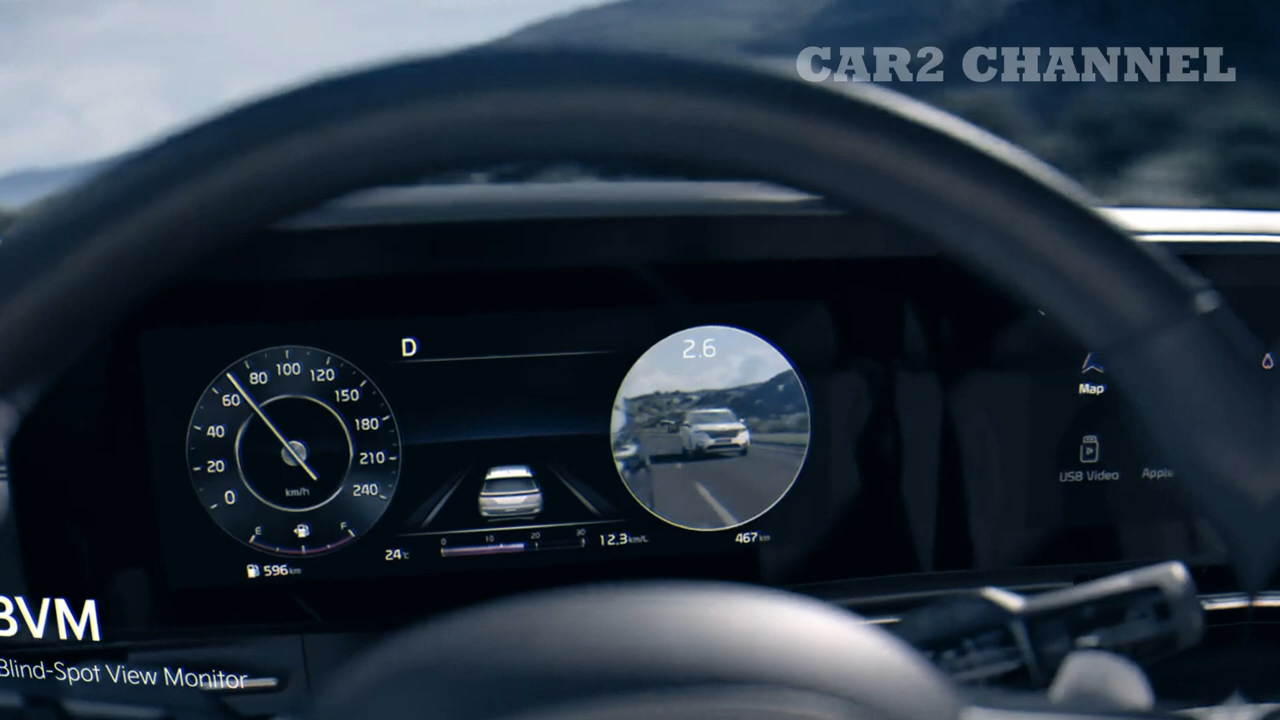 CAR2 CHANNEL
D
2.6
0
20
40
60
80
100
120
150
180
210
240
km/h
E
F
596km
24℃
0
10
20
30
12.3km/L
467km
Map
USB Video
Apple
BVM
Blind-Spot View Monitor